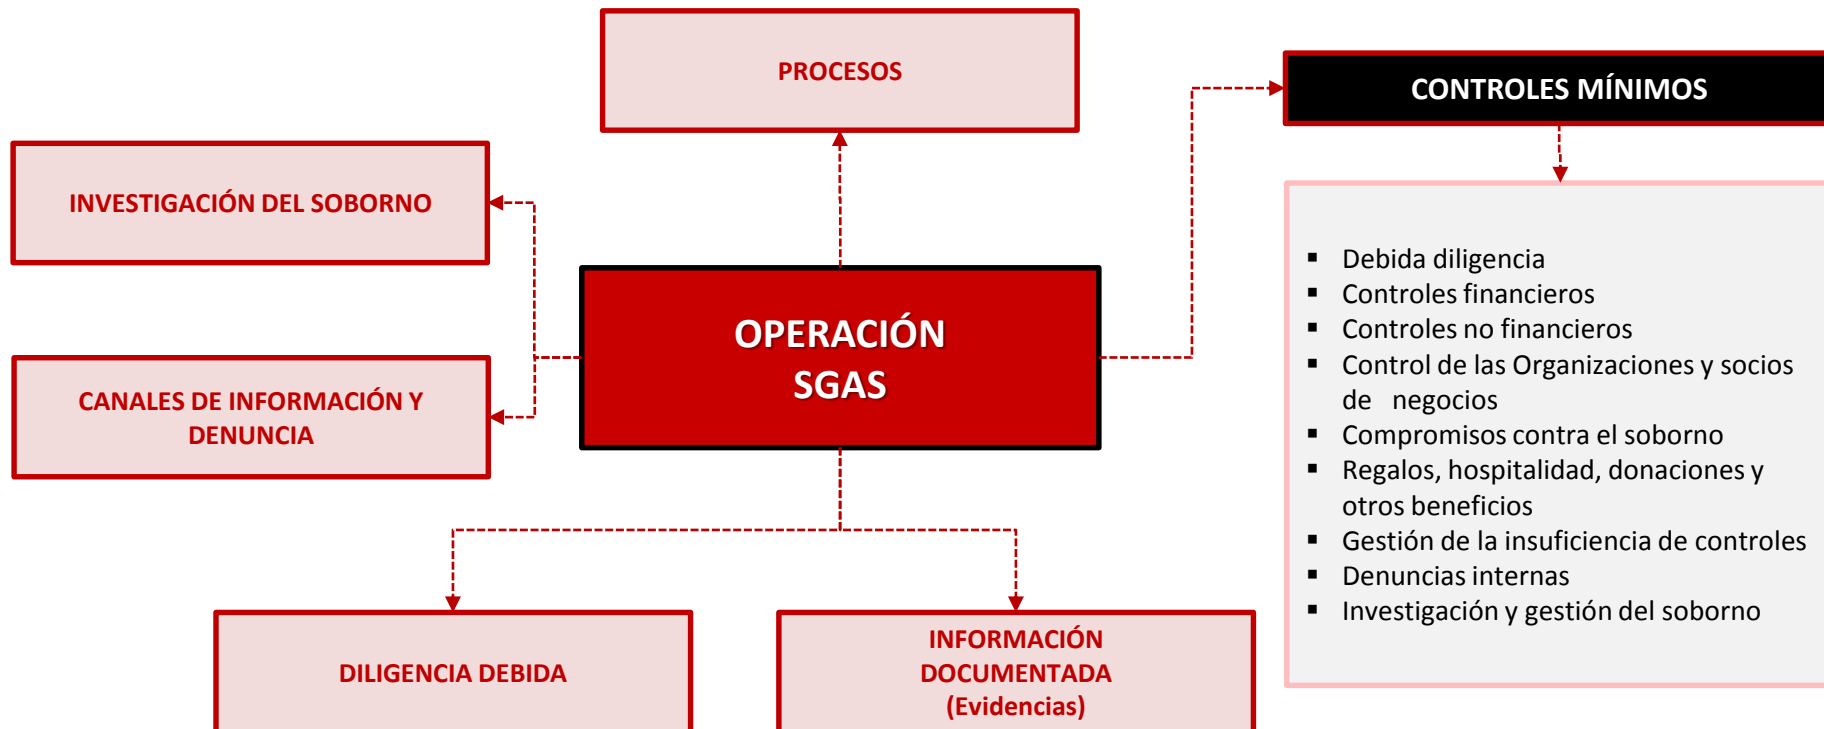 PROCESOS
CONTROLES MÍNIMOS
INVESTIGACIÓN DEL SOBORNO
OPERACIÓN
SGAS
CANALES DE INFORMACIÓN Y
DENUNCIA
DILIGENCIA DEBIDA
INFORMACIÓN
DOCUMENTADA
(Evidencias)
▪ Debida diligencia
▪ Controles financieros
▪ Controles no financieros
▪ Control de las Organizaciones y socios
de negocios
▪ Compromisos contra el soborno
▪ Regalos, hospitalidad, donaciones y
otros beneficios
▪ Gestión de la insuficiencia de controles
▪ Denuncias internas
▪ Investigación y gestión del soborno